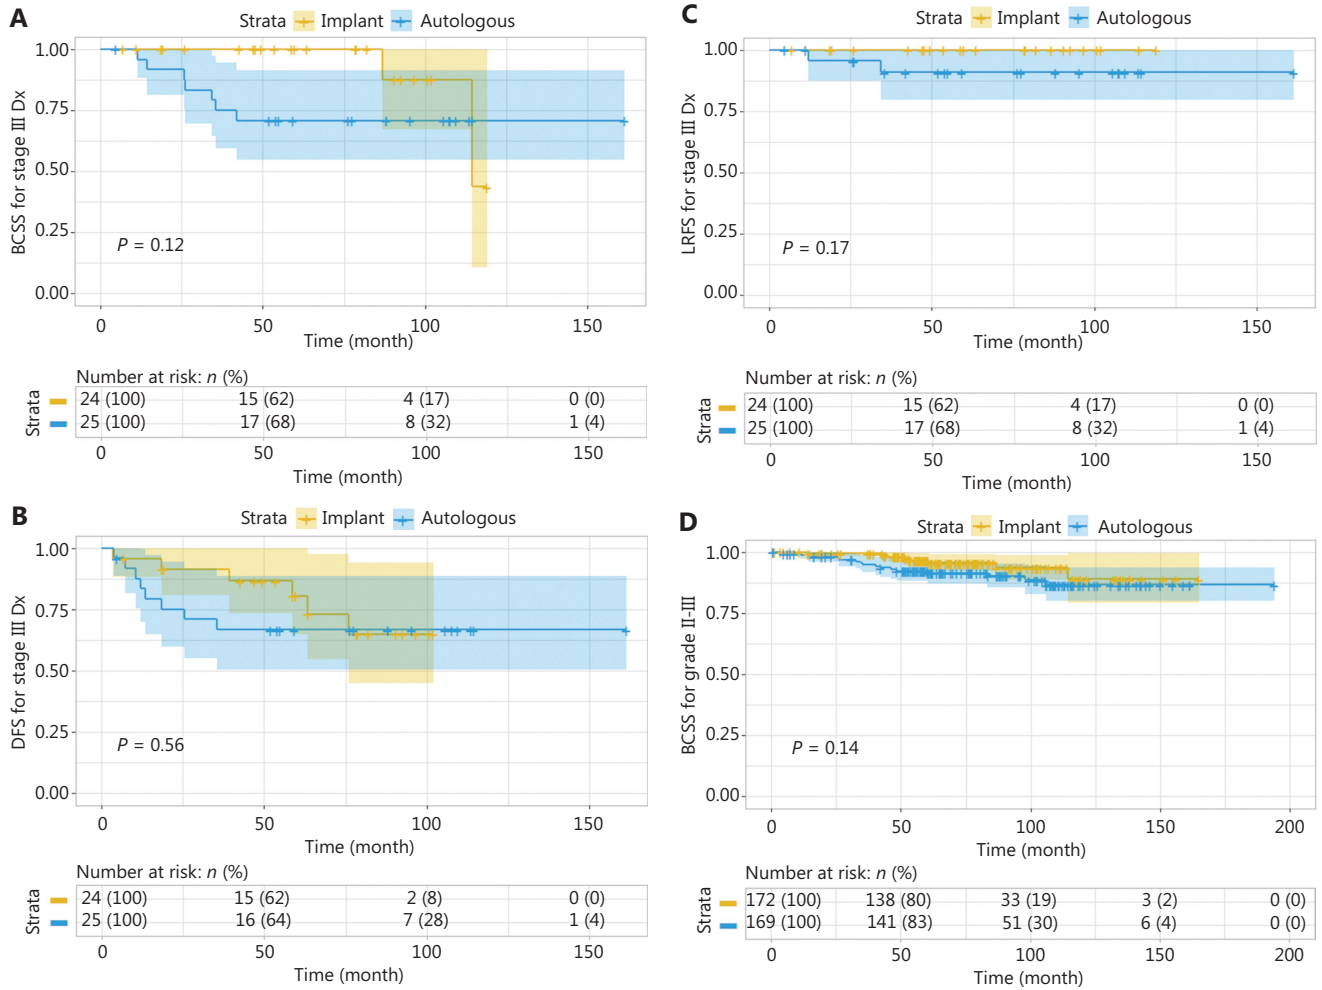 A
Strata Implant Autologous
BCSS for stage III Dx
1.00
0.75
0.50
0.25
0.00
P = 0.12
0 50 100 150
Time (month)
Number at risk: n (%)
Strata
24 (100) 15 (62) 4 (17) 0 (0)
25 (100) 17 (68) 8 (32) 1 (4)
0 50 100 150
Time (month)
B
Strata Implant Autologous
DFS for stage III Dx
1.00
0.75
0.50
0.25
0.00
P = 0.56
0 50 100 150
Time (month)
Number at risk: n (%)
Strata
24 (100) 15 (62) 2 (8) 0 (0)
25 (100) 16 (64) 7 (28) 1 (4)
0 50 100 150
Time (month)
C
Strata Implant Autologous
LRFS for stage III Dx
1.00
0.75
0.50
0.25
0.00
P = 0.17
0 50 100 150
Time (month)
Number at risk: n (%)
Strata
24 (100) 15 (62) 4 (17) 0 (0)
25 (100) 17 (68) 8 (32) 1 (4)
0 50 100 150
Time (month)
D
Strata Implant Autologous
BCSS for grade II-III
1.00
0.75
0.50
0.25
0.00
P = 0.14
0 50 100 150 200
Time (month)
Number at risk: n (%)
Strata
172 (100) 138 (80) 33 (19) 3 (2) 0 (0)
169 (100) 141 (83) 51 (30) 6 (4) 0 (0)
0 50 100 150 200
Time (month)